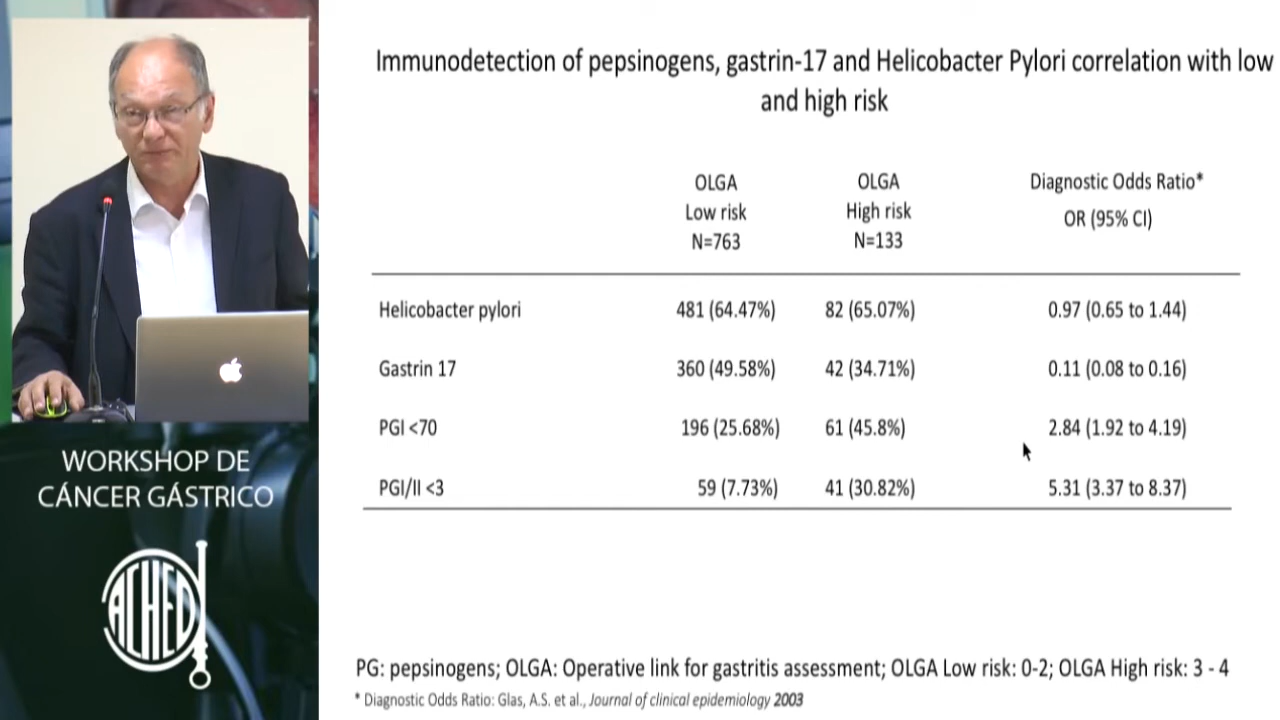 Immunodetection of pepsinogens, gastrin-17 and Helicobacter Pylori correlation with low
and high risk
OLGA
Low risk
N=763
OLGA
High risk
N=133
Diagnostic Odds Ratio*
OR (95% CI)
Helicobacter pylori 481 (64.47%) 82 (65.07%) 0.97 (0.65 to 1.44)
Gastrin 17 360 (49.58%) 42 (34.71%) 0.11 (0.08 to 0.16)
PGI <70 196 (25.68%) 61 (45.8%) 2.84 (1.92 to 4.19)
PGI/II <3 59 (7.73%) 41 (30.82%) 5.31 (3.37 to 8.37)
PG: pepsinogens; OLGA: Operative link for gastritis assessment; OLGA Low risk: 0-2; OLGA High risk: 3 - 4
* Diagnostic Odds Ratio: Glas, A.S. et al., Journal of clinical epidemiology 2003
WORKSHOP DE
CÁNCER GÁSTRICO
ACHED